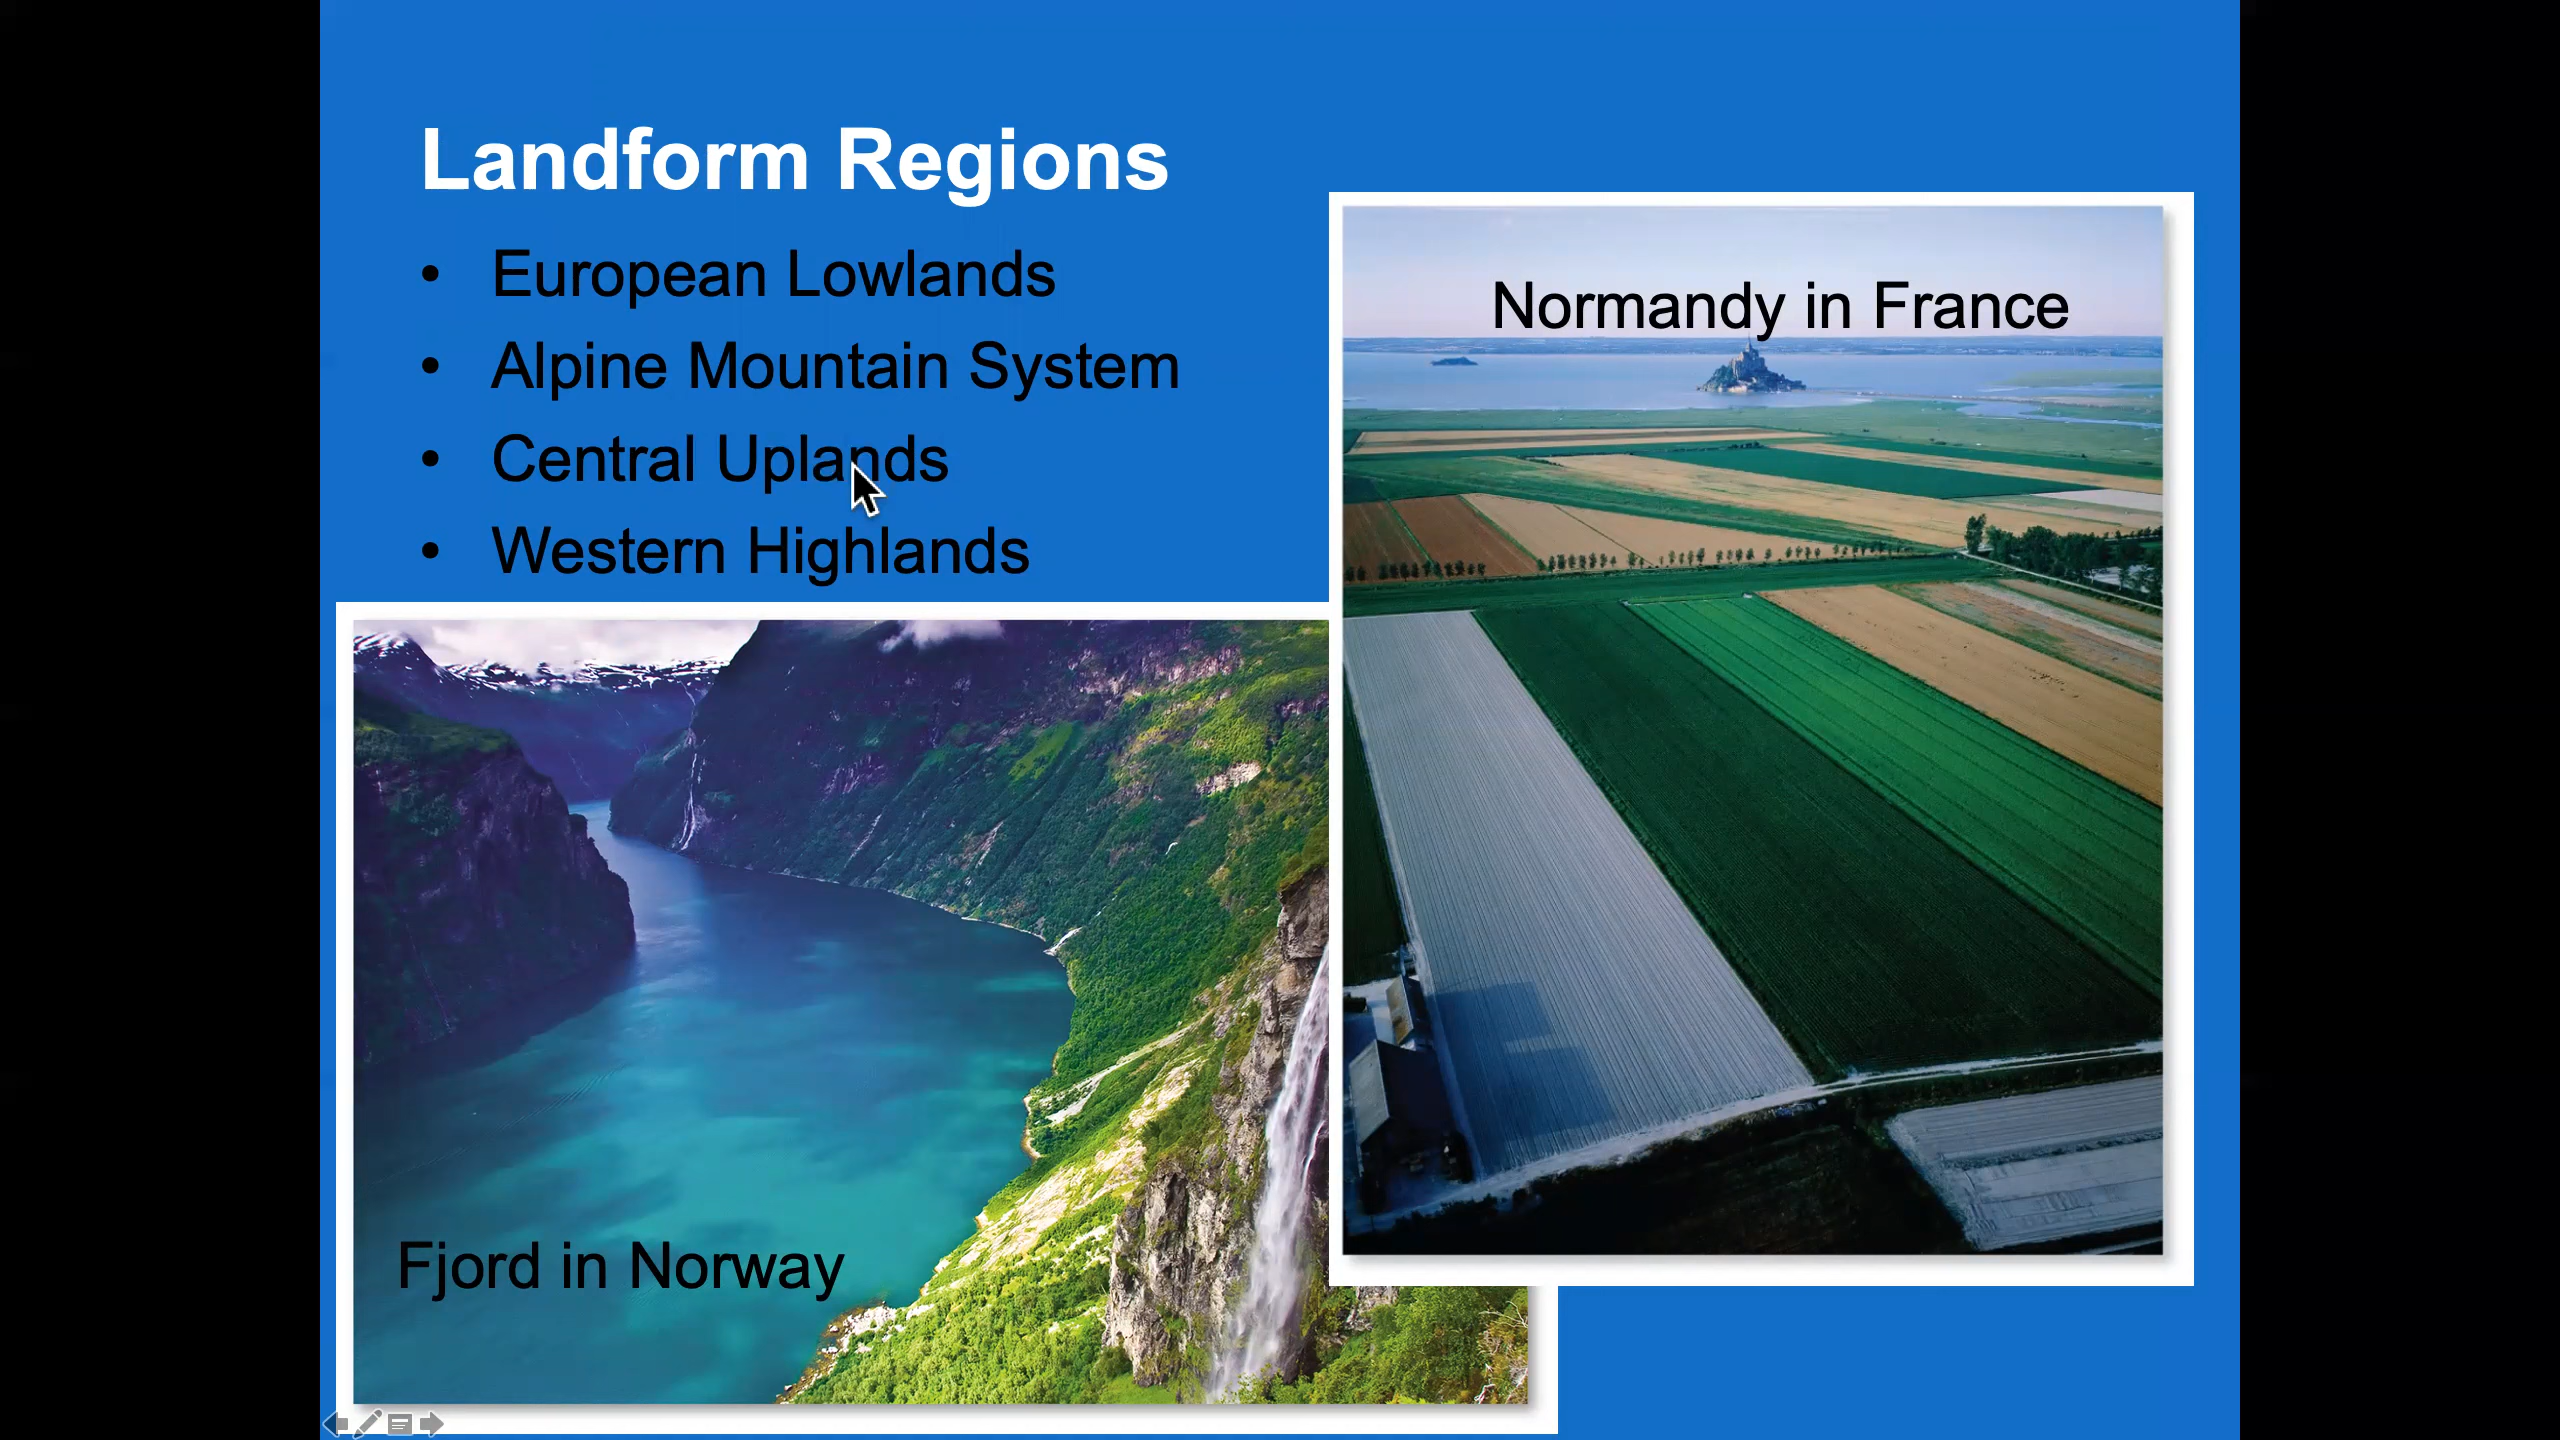 Landform Regions
• European Lowlands
• Alpine Mountain System
• Central Uplands
• Western Highlands
Normandy in France
Fjord in Norway